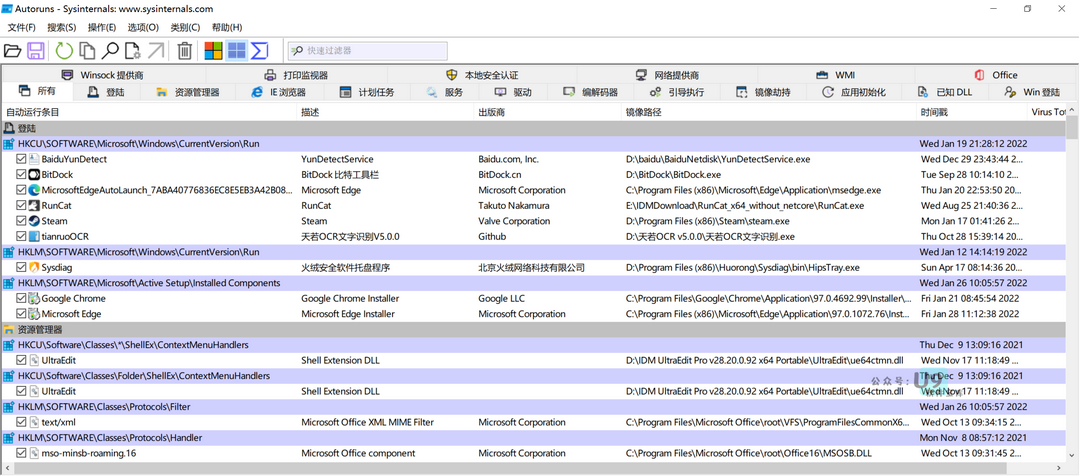 Autoruns - Sysinternals: www.sysinternals.com
文件(F) 搜索(S) 操作(E) 选项(O) 类别(C) 帮助(H)
快速过滤器
Winsock 提供商 打印监视器 本地安全认证 网络提供商 WMI Office
所有 登陆 资源管理器 IE 浏览器 计划任务 服务 驱动 编解码器 引导执行 镜像劫持 应用初始化 已知 DLL Win 登陆
自动运行条目 描述 出版商 镜像路径 时间戳 Virus Tot
登陆
HKCU\SOFTWARE\Microsoft\Windows\CurrentVersion\Run Wed Jan 19 21:28:12 2022
BaiduYunDetect YunDetectService Baidu.com, Inc. D:\baidu\BaiduNetdisk\YunDetectService.exe Wed Dec 29 23:43:44 2...
BitDock BitDock 比特工具栏 BitDock.cn D:\BitDock\BitDock.exe Tue Sep 28 10:14:10 2...
MicrosoftEdgeAutoLaunch_7ABA40776836EC8E5EB3A42B08... Microsoft Edge Microsoft Corporation C:\Program Files (x86)\Microsoft\Edge\Application\msedge.exe Thu Jan 20 22:53:50 20...
RunCat RunCat Takuto Nakamura E:\IDMDownload\RunCat_x64_without_netcore\RunCat.exe Wed Aug 25 21:40:36 2...
Steam Steam Valve Corporation D:\Program Files (x86)\Steam\steam.exe Mon Jan 17 01:41:26 2...
tianruoOCR 天若OCR文字识别V5.0.0 Github D:\天若OCR v5.0.0\天若OCR文字识别.exe Thu Oct 28 15:39:14 20...
HKLM\SOFTWARE\Microsoft\Windows\CurrentVersion\Run Wed Jan 12 14:14:19 2022
Sysdiag 火绒安全软件托盘程序 北京火绒网络科技有限公司 D:\Program Files (x86)\Huorong\Sysdiag\bin\HipsTray.exe Sun Apr 17 08:14:36 20...
HKLM\SOFTWARE\Microsoft\Active Setup\Installed Components Wed Jan 26 10:05:57 2022
Google Chrome Google Chrome Installer Google LLC C:\Program Files\Google\Chrome\Application\97.0.4692.99\Installer\... Fri Jan 21 08:45:54 2022
Microsoft Edge Microsoft Edge Installer Microsoft Corporation C:\Program Files (x86)\Microsoft\Edge\Application\97.0.1072.76\Install... Fri Jan 28 11:12:38 2022
资源管理器
HKCU\Software\Classes\*\ShellEx\ContextMenuHandlers Thu Dec 9 13:09:16 2021
UltraEdit Shell Extension DLL D:\IDM UltraEdit Pro v28.20.0.92 x64 Portable\UltraEdit\ue64ctmn.dll Wed Nov 17 11:18:49 ...
HKCU\Software\Classes\Folder\ShellEx\ContextMenuHandlers Thu Dec 9 13:09:16 2021
UltraEdit Shell Extension DLL D:\IDM UltraEdit Pro v28.20.0.92 x64 Portable\UltraEdit\ue64ctmn.dll Wed Nov 17 11:18:49 ...
公众号: U9
HKLM\SOFTWARE\Classes\Protocols\Filter Wed Jan 26 10:05:57 2022
text/xml Microsoft Office XML MIME Filter Microsoft Corporation C:\Program Files\Microsoft Office\root\VFS\ProgramFilesCommonX6... Wed Oct 13 09:34:15 2...
HKLM\SOFTWARE\Classes\Protocols\Handler Mon Nov 8 08:57:12 2021
mso-minsb-roaming.16 Microsoft Office component Microsoft Corporation C:\Program Files\Microsoft Office\root\Office16\MSOSB.DLL Wed Oct 13 09:31:45 2...